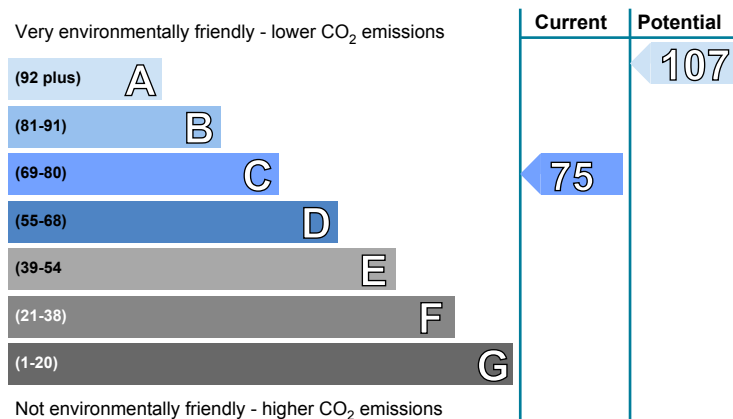 Current Potential
Very environmentally friendly - lower CO₂ emissions
107
(92 plus) A
(81-91) B
(69-80) C 75
(55-68) D
(39-54 E
(21-38) F
(1-20) G
Not environmentally friendly - higher CO₂ emissions